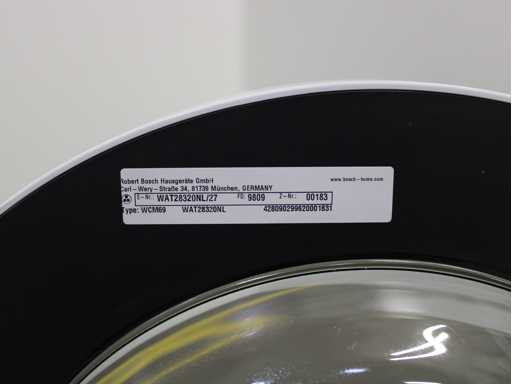 Robert Bosch Hausgeräte GmbH www.bosch-home.com
Carl-Wery-Straße 34, 81739 München, GERMANY
E-Nr.: WAT28320NL/27 FD: 9809 Z-Nr.: 00183
Type: WCM69 WAT28320NL 428090299620001831